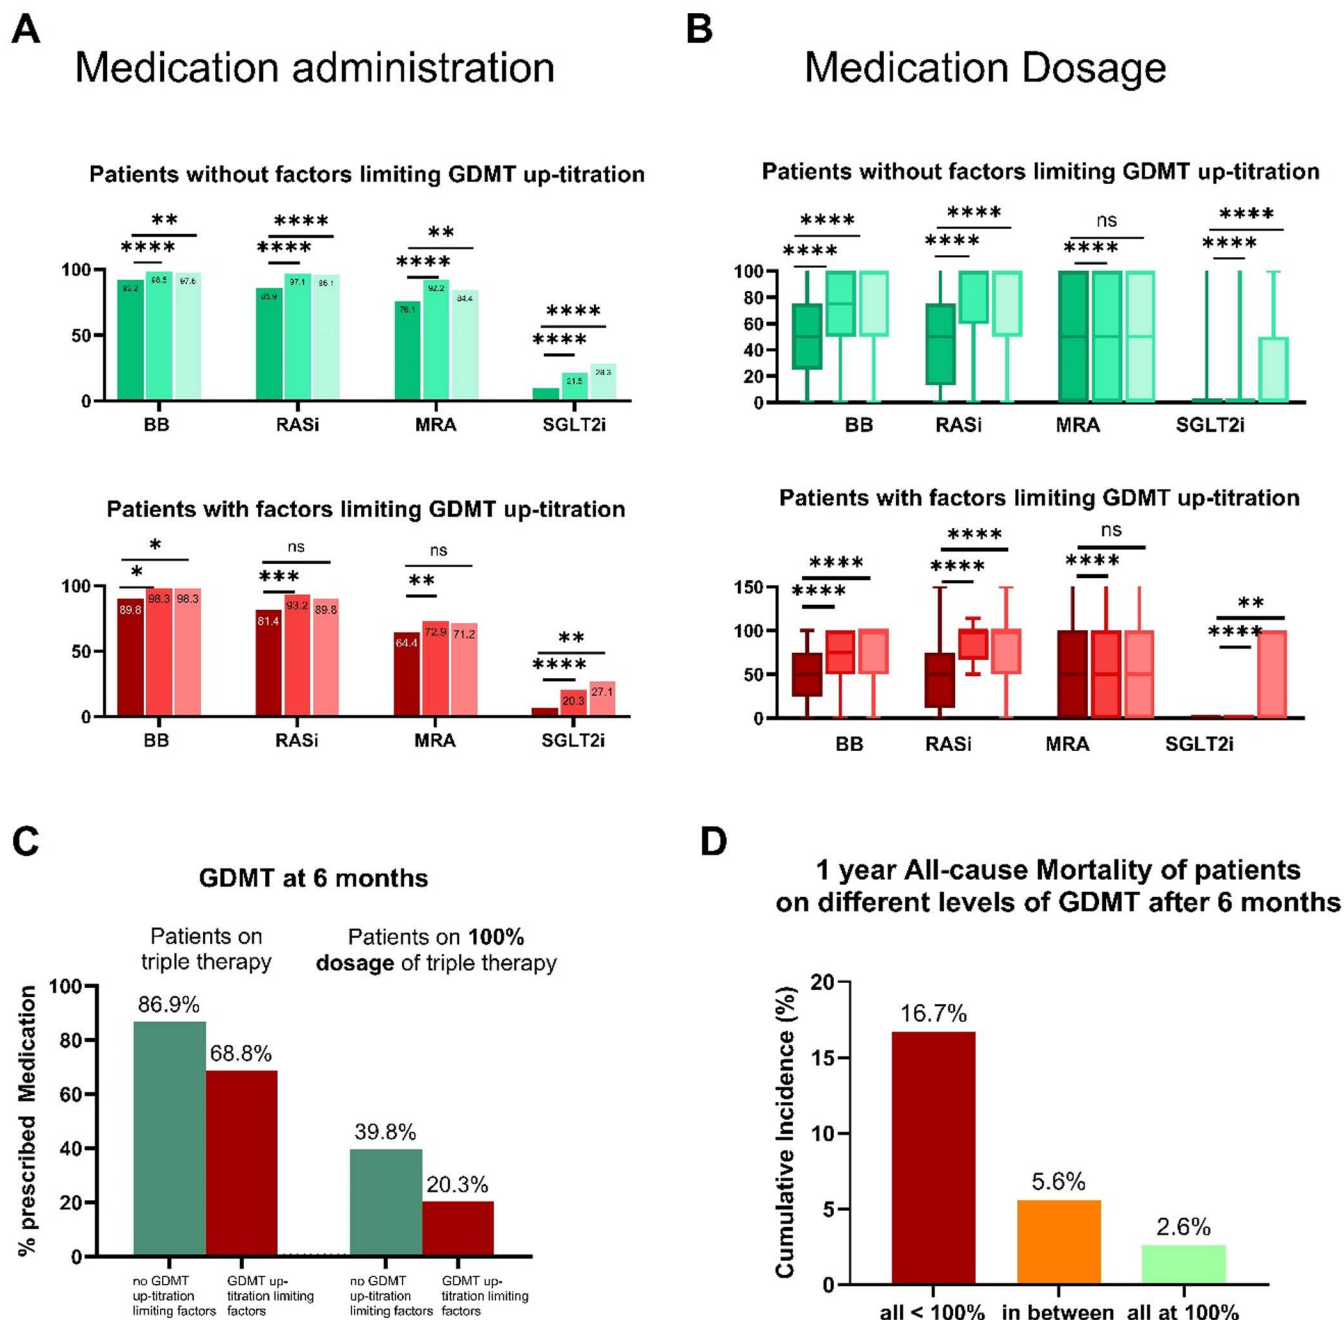 A
Medication administration
Patients without factors limiting GDMT up-titration
** **** **
**** **** **** ****
****
100
50
0
92.2 98.5 97.6
85.9 97.1 96.1
76.1 92.2 84.4
21.5 28.3
BB RASi MRA SGLT2i
Patients with factors limiting GDMT up-titration
* ns ns
* *** ** **
****
100
50
0
89.8 98.3 98.3
81.4 93.2 89.8
64.4 72.9 71.2
20.3 27.1
BB RASi MRA SGLT2i
B
Medication Dosage
Patients without factors limiting GDMT up-titration
**** **** ns ****
**** **** **** ****
100
80
60
40
20
0
BB RASi MRA SGLT2i
Patients with factors limiting GDMT up-titration
**** **** ns **
**** **** **** ****
150
100
50
0
BB RASi MRA SGLT2i
C
GDMT at 6 months
Patients on
triple therapy
Patients on 100%
dosage of triple therapy
% prescribed Medication
100
80
60
40
20
0
86.9%
68.8%
39.8%
20.3%
no GDMT
up-titration
limiting factors
GDMT up-
titration limiting
factors
no GDMT
up-titration
limiting factors
GDMT up-
titration limiting
factors
D
1 year All-cause Mortality of patients
on different levels of GDMT after 6 months
Cumulative Incidence (%)
20
15
10
5
0
16.7%
5.6%
2.6%
all < 100% in between all at 100%